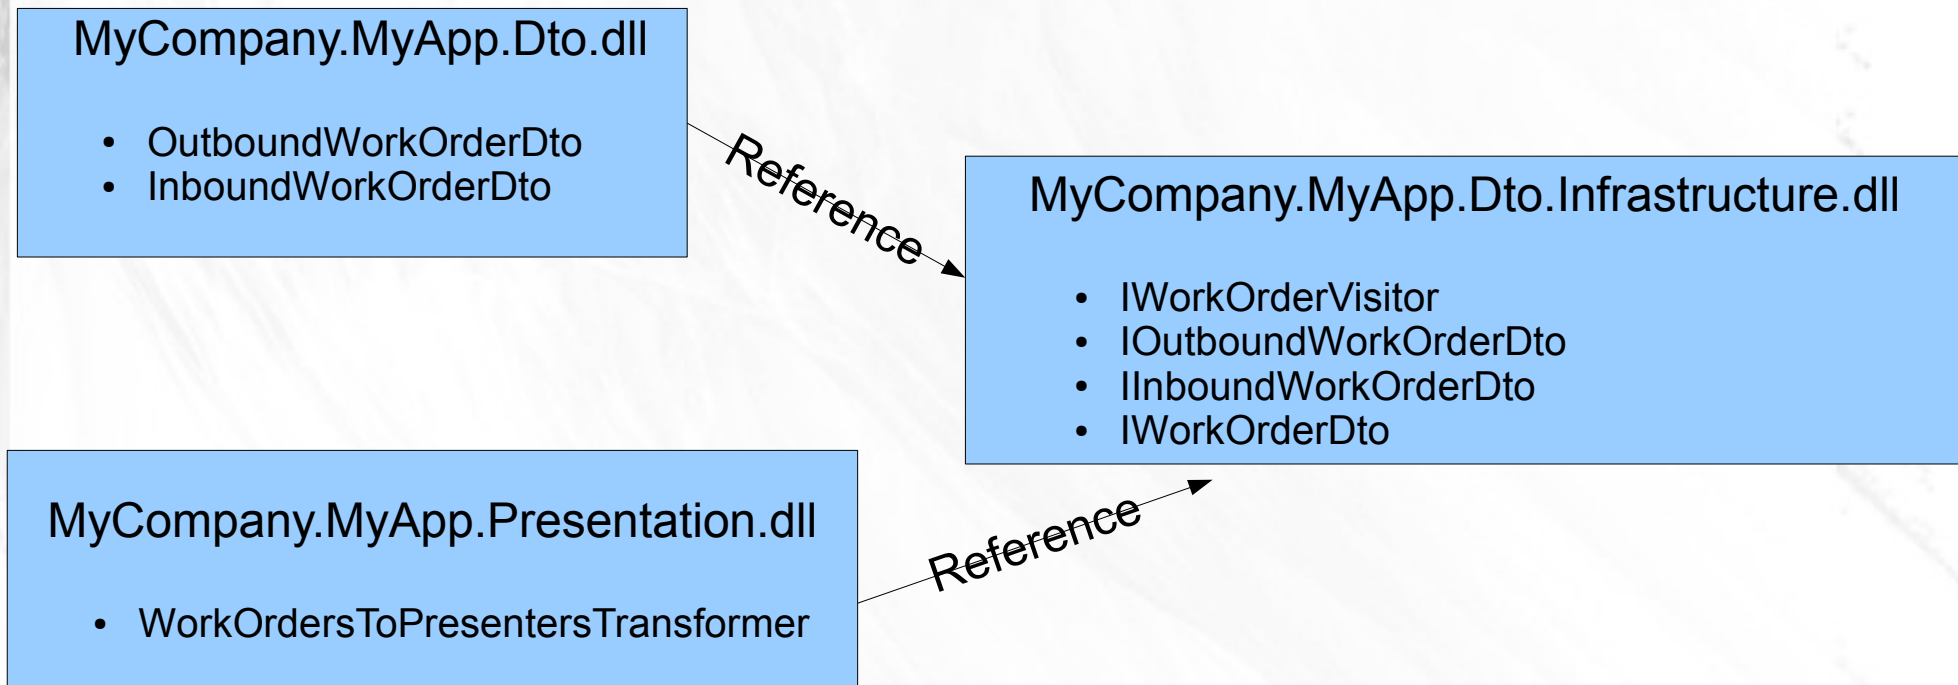 MyCompany.MyApp.Dto.dll
• OutboundWorkOrderDto
• InboundWorkOrderDto
Reference
MyCompany.MyApp.Dto.Infrastructure.dll
• IWorkOrderVisitor
• IOutboundWorkOrderDto
• IInboundWorkOrderDto
• IWorkOrderDto
MyCompany.MyApp.Presentation.dll
• WorkOrdersToPresentersTransformer
Reference